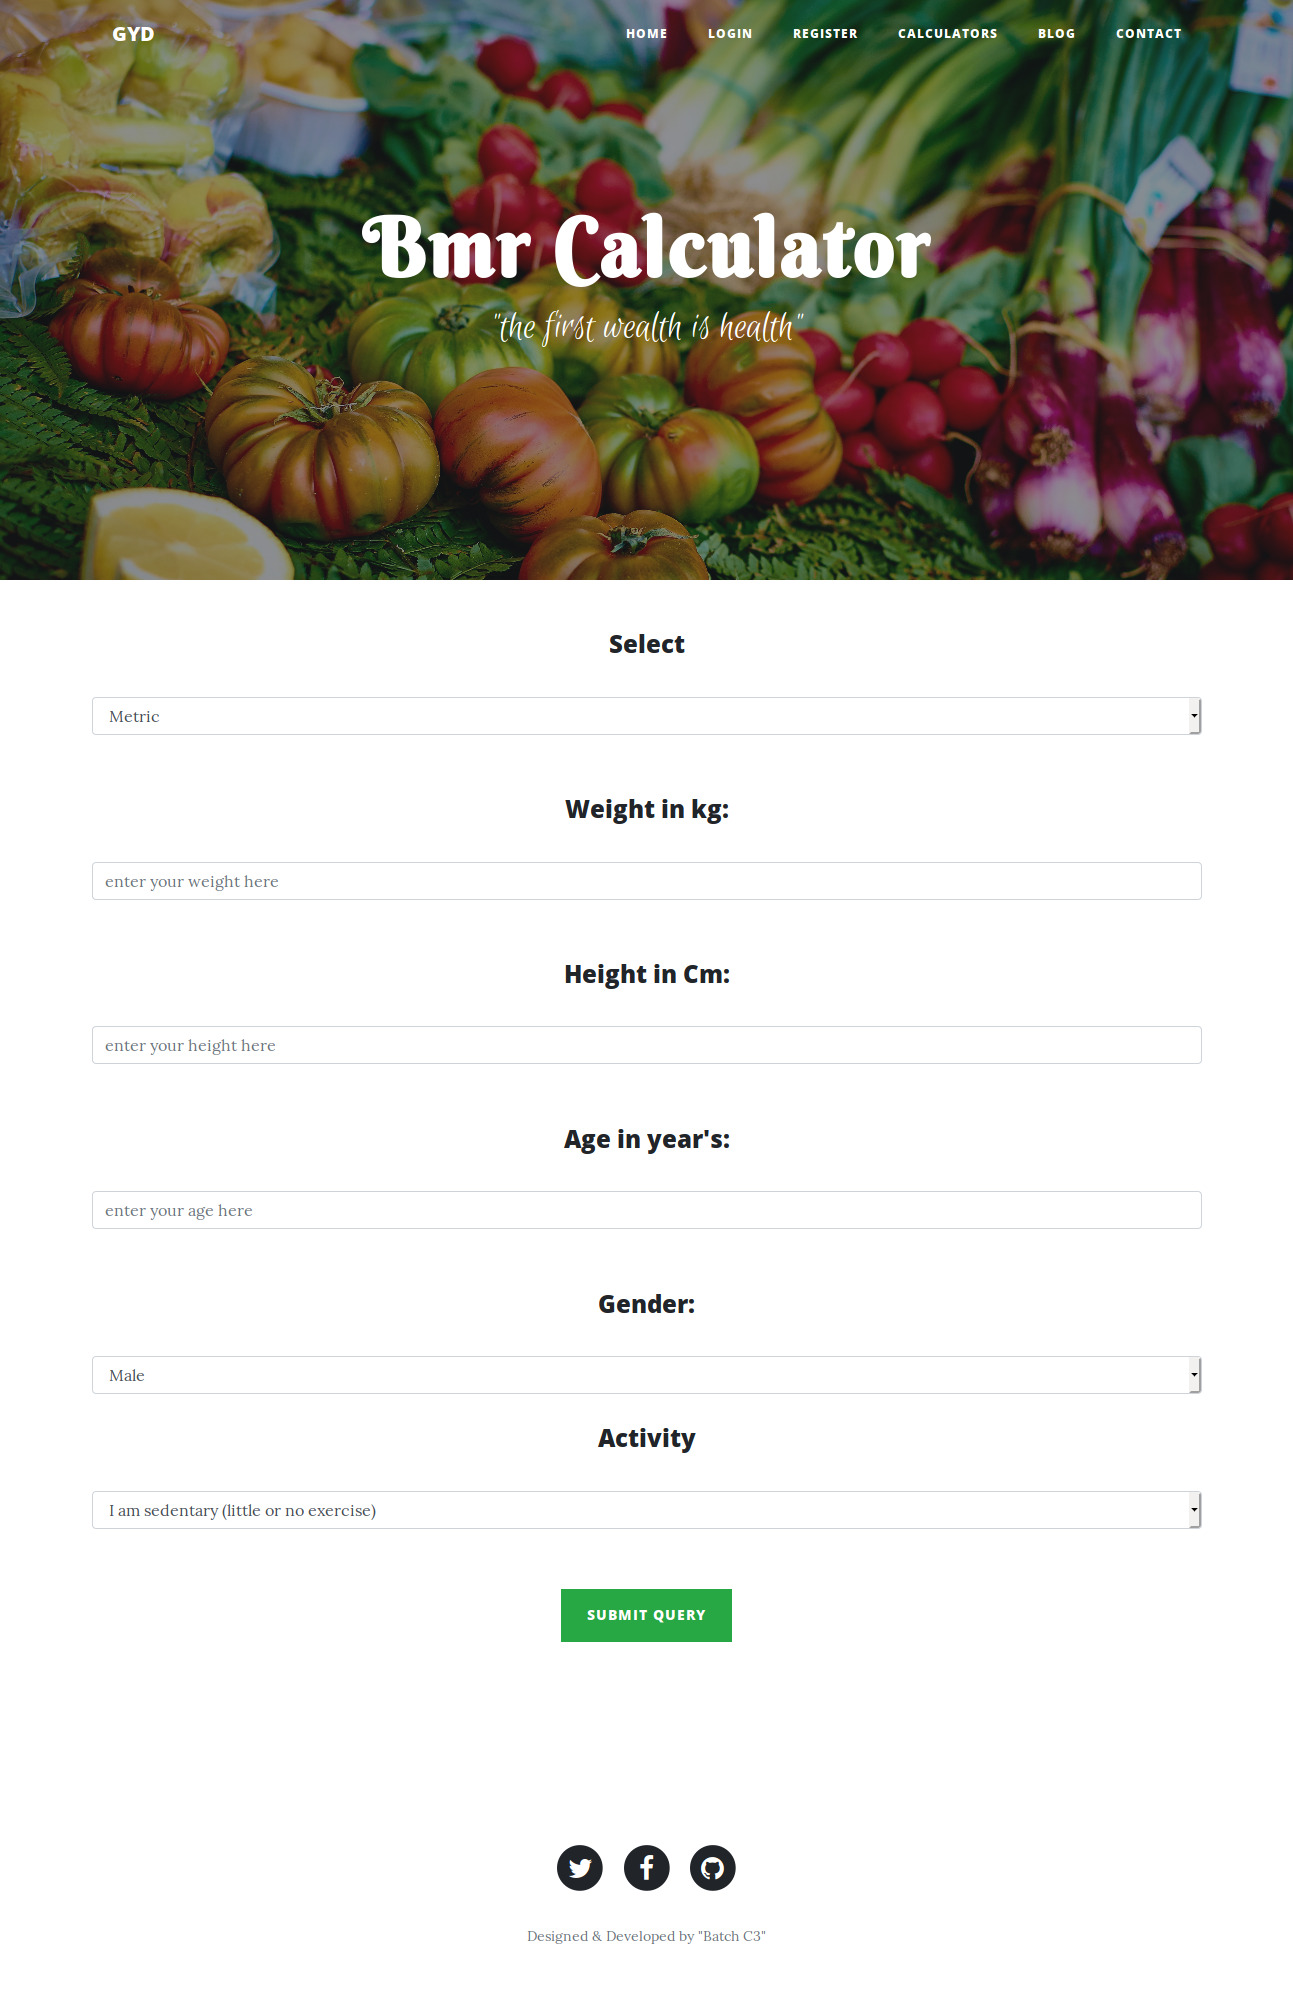 GYD HOME LOGIN REGISTER CALCULATORS BLOG CONTACT
Bmr Calculator
"the first wealth is health"
Select
Metric
Weight in kg:
enter your weight here
Height in Cm:
enter your height here
Age in year's:
enter your age here
Gender:
Male
Activity
I am sedentary (little or no exercise)
SUBMIT QUERY
Designed & Developed by "Batch C3"